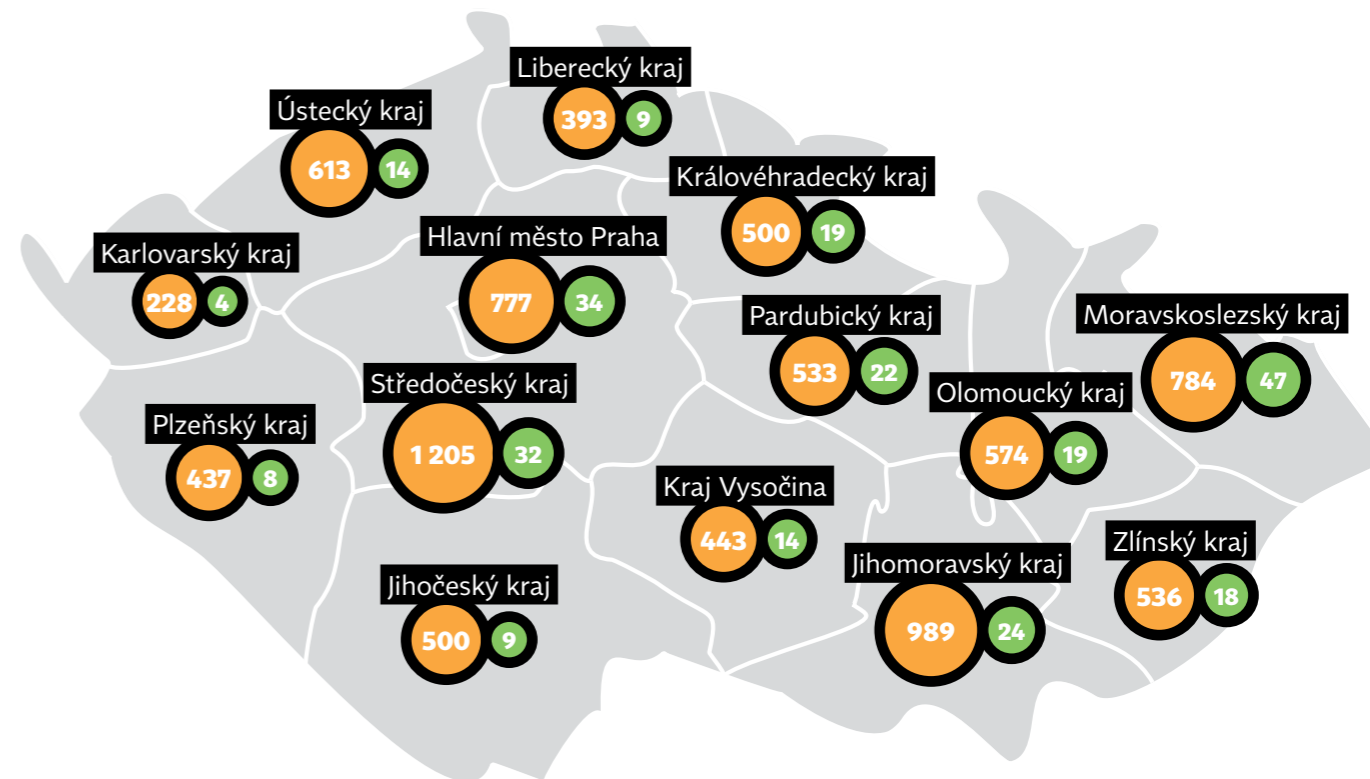 Liberecký kraj
393 9
Ústecký kraj
613 14
Královéhradecký kraj
500 19
Hlavní město Praha
777 34
Karlovarský kraj
228 4
Pardubický kraj
533 22
Moravskoslezský kraj
784 47
Středočeský kraj
1 205 32
Olomoucký kraj
574 19
Plzeňský kraj
437 8
Kraj Vysočina
443 14
Zlínský kraj
536 18
Jihomoravský kraj
989 24
Jihočeský kraj
500 9